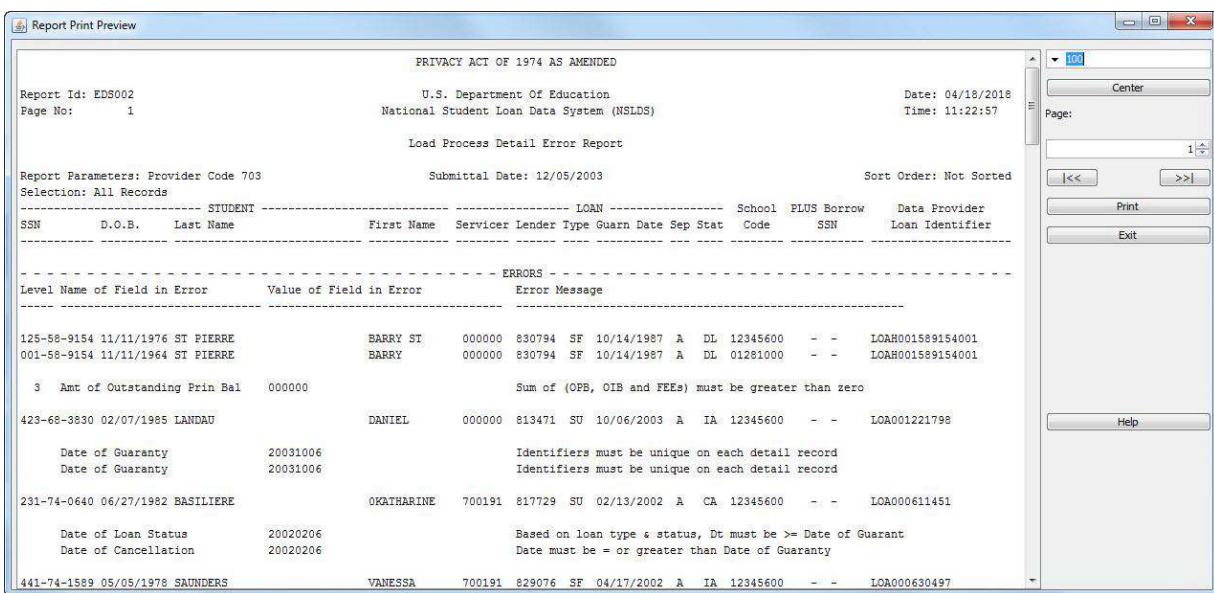 Report Print Preview
PRIVACY ACT OF 1974 AS AMENDED
Report Id: EDS002 U.S. Department Of Education Date: 04/18/2018
Page No: 1 National Student Loan Data System (NSLDS) Time: 11:22:57
Load Process Detail Error Report
Report Parameters: Provider Code 703 Submittal Date: 12/05/2003 Sort Order: Not Sorted
Selection: All Records
--------------------------- STUDENT ---------------------------- ----------------- LOAN ----------------- School PLUS Borrow Data Provider
SSN D.O.B. Last Name First Name Servicer Lender Type Guarn Date Sep Stat Code SSN Loan Identifier
- - - - - - - - - - - - - - - - - - - - - - - - - - - - - - - - - - - - ERRORS - - - - - - - - - - - - - - - - - - - - - - - - - - - - - - - - - - -
Level Name of Field in Error Value of Field in Error Error Message
125-58-9154 11/11/1976 ST PIERRE BARRY ST 000000 830794 SF 10/14/1987 A DL 12345600 - - LOAH001589154001
001-58-9154 11/11/1964 ST PIERRE BARRY 000000 830794 SF 10/14/1987 A DL 01281000 - - LOAH001589154001
3 Amt of Outstanding Prin Bal 000000 Sum of (OPB, OIB and FEEs) must be greater than zero
423-68-3830 02/07/1985 LANDAU DANIEL 000000 813471 SU 10/06/2003 A IA 12345600 - - LOA001221798
Date of Guaranty 20031006 Identifiers must be unique on each detail record
Date of Guaranty 20031006 Identifiers must be unique on each detail record
231-74-0640 06/27/1982 BASILIERE 0KATHARINE 700191 817729 SU 02/13/2002 A CA 12345600 - - LOA000611451
Date of Loan Status 20020206 Based on loan type & status, Dt must be >= Date of Guarant
Date of Cancellation 20020206 Date must be = or greater than Date of Guaranty
441-74-1589 05/05/1978 SAUNDERS VANESSA 700191 829076 SF 04/17/2002 A IA 12345600 - - LOA000630497
100
Center
Page:
1
|<< >>|
Print
Exit
Help